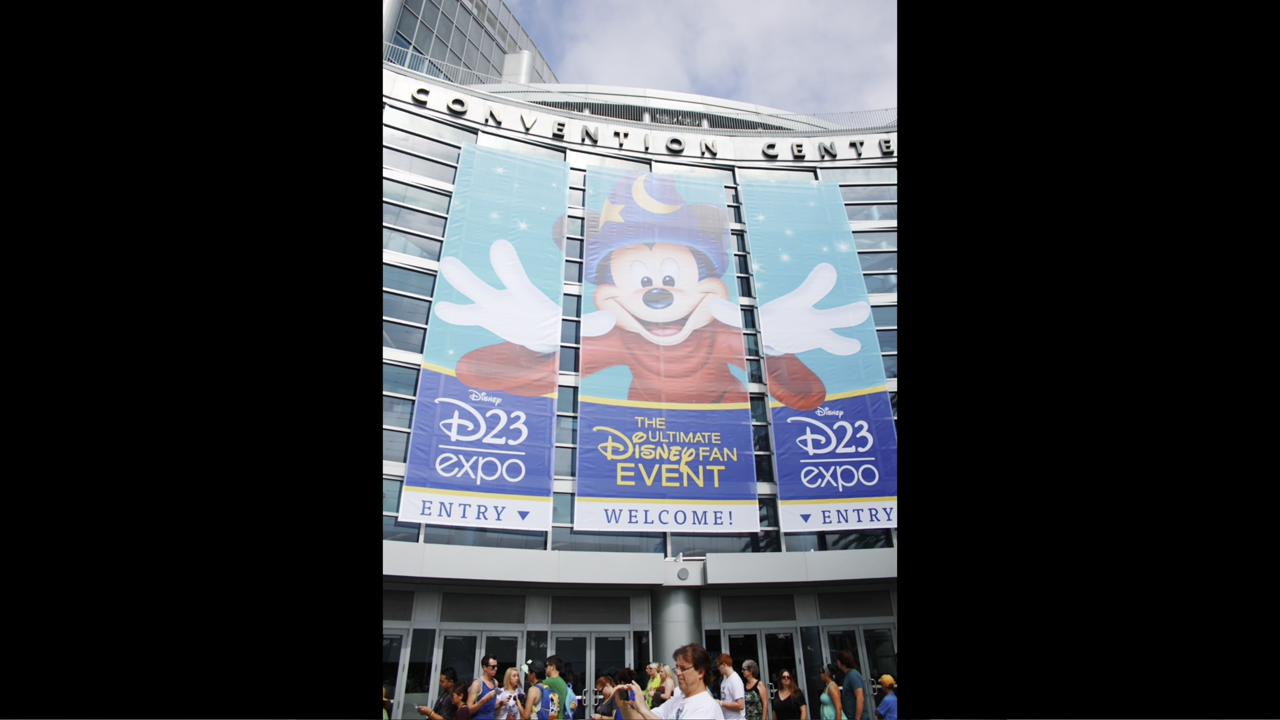 CONVENTION CENTE
Disney
D23
expo
ENTRY
THE
ULTIMATE
Disney FAN
EVENT
WELCOME!
Disney
D23
expo
ENTRY